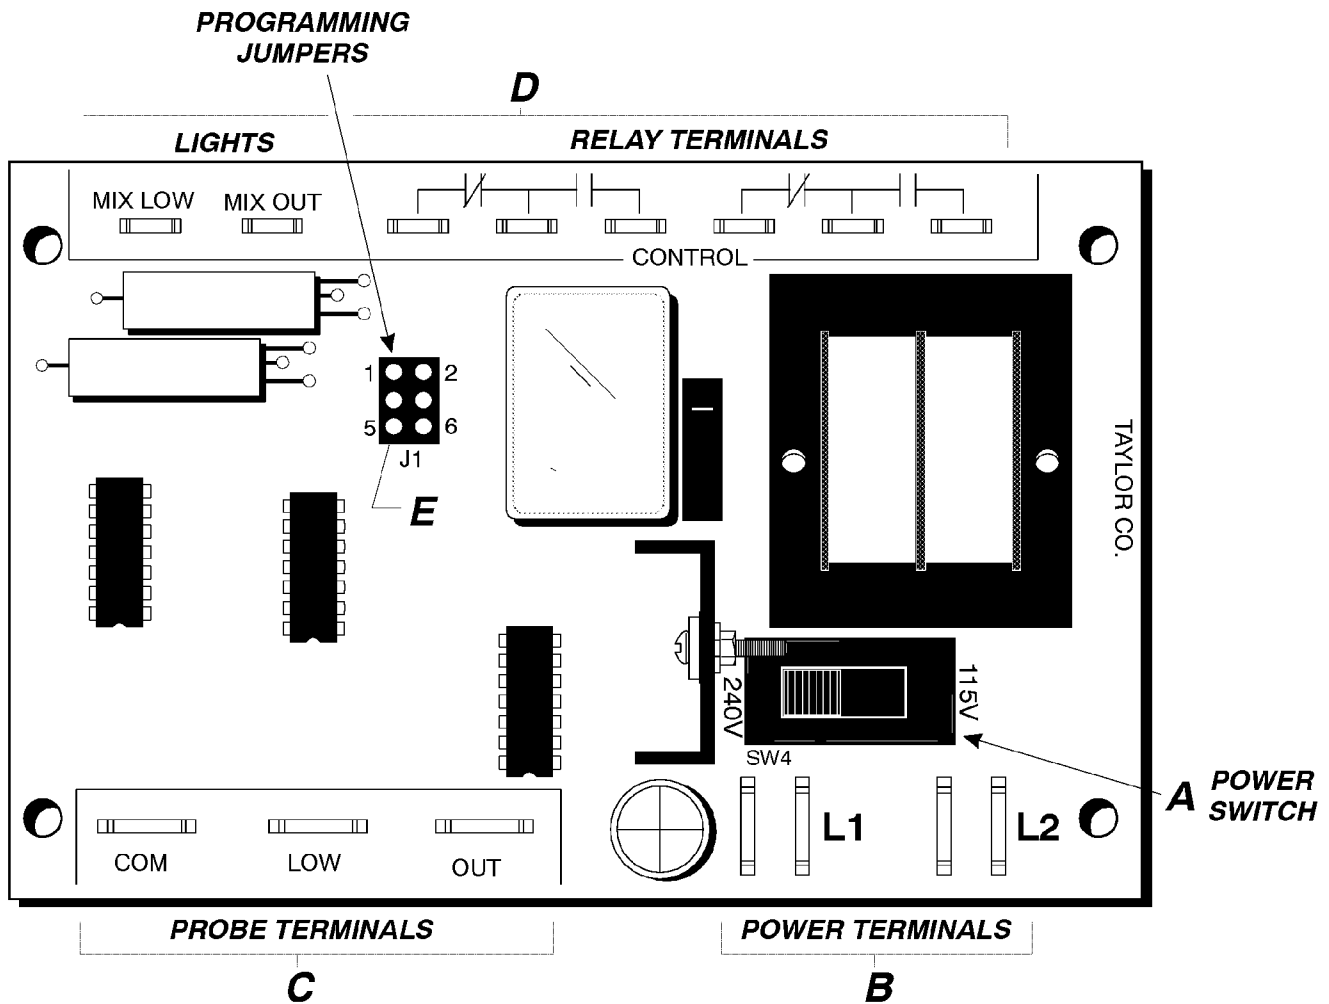 PROGRAMMING
JUMPERS
D
LIGHTS
RELAY TERMINALS
MIX LOW
MIX OUT
CONTROL
1
2
5
6
J1
E
TAYLOR CO.
240V
115V
SW4
A
POWER
SWITCH
L1
L2
COM
LOW
OUT
PROBE TERMINALS
C
POWER TERMINALS
B